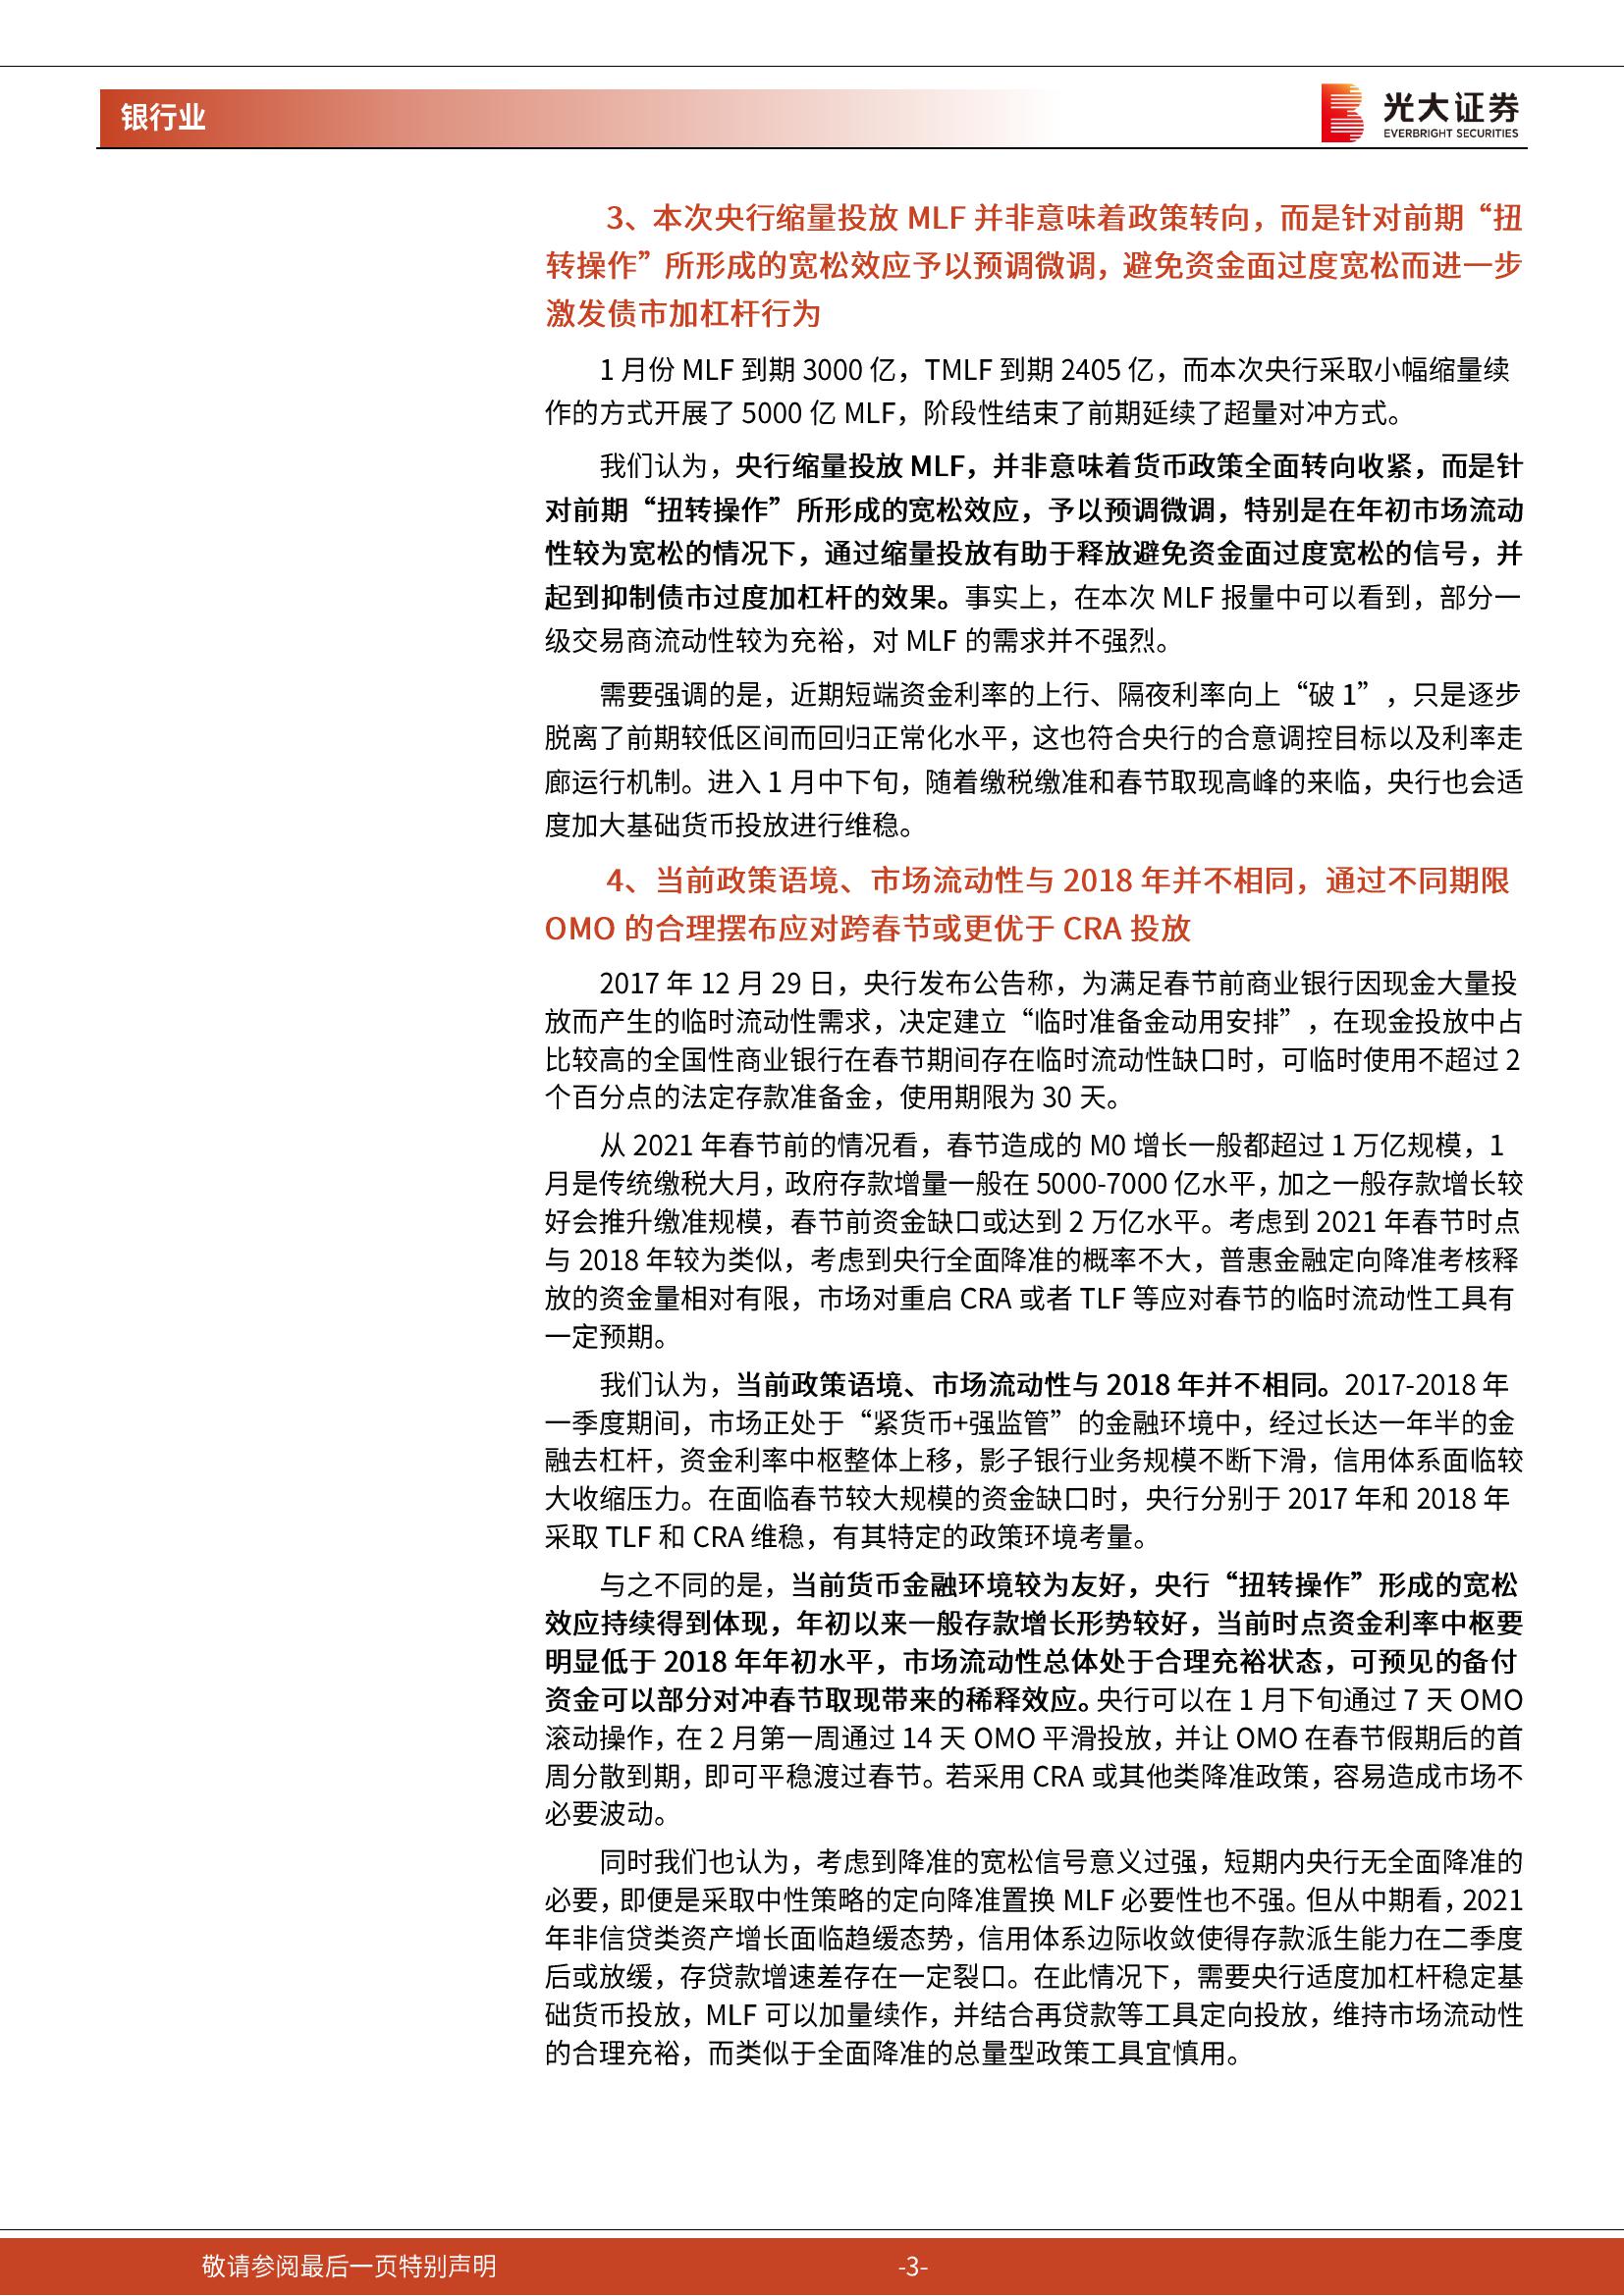 银行业
光大证券
EVERBRIGHT SECURITIES
3、本次央行缩量投放 MLF 并非意味着政策转向，而是针对前期“扭
转操作”所形成的宽松效应予以预调微调，避免资金面过度宽松而进一步
激发债市加杠杆行为
1 月份 MLF 到期 3000 亿，TMLF 到期 2405 亿，而本次央行采取小幅缩量续
作的方式开展了 5000 亿 MLF，阶段性结束了前期延续了超量对冲方式。
我们认为，央行缩量投放 MLF，并非意味着货币政策全面转向收紧，而是针
对前期“扭转操作”所形成的宽松效应，予以预调微调，特别是在年初市场流动
性较为宽松的情况下，通过缩量投放有助于释放避免资金面过度宽松的信号，并
起到抑制债市过度加杠杆的效果。事实上，在本次 MLF 报量中可以看到，部分一
级交易商流动性较为充裕，对 MLF 的需求并不强烈。
需要强调的是，近期短端资金利率的上行、隔夜利率向上“破 1”，只是逐步
脱离了前期较低区间而回归正常化水平，这也符合央行的合意调控目标以及利率走
廊运行机制。进入 1 月中下旬，随着缴税缴准和春节取现高峰的来临，央行也会适
度加大基础货币投放进行维稳。
4、当前政策语境、市场流动性与 2018 年并不相同，通过不同期限
OMO 的合理摆布应对跨春节或更优于 CRA 投放
2017 年 12 月 29 日，央行发布公告称，为满足春节前商业银行因现金大量投
放而产生的临时流动性需求，决定建立“临时准备金动用安排”，在现金投放中占
比较高的全国性商业银行在春节期间存在临时流动性缺口时，可临时使用不超过 2
个百分点的法定存款准备金，使用期限为 30 天。
从 2021 年春节前的情况看，春节造成的 M0 增长一般都超过 1 万亿规模，1
月是传统缴税大月，政府存款增量一般在 5000-7000 亿水平，加之一般存款增长较
好会推升缴准规模，春节前资金缺口或达到 2 万亿水平。考虑到 2021 年春节时点
与 2018 年较为类似，考虑到央行全面降准的概率不大，普惠金融定向降准考核释
放的资金量相对有限，市场对重启 CRA 或者 TLF 等应对春节的临时流动性工具有
一定预期。
我们认为，当前政策语境、市场流动性与 2018 年并不相同。2017-2018 年
一季度期间，市场正处于“紧货币+强监管”的金融环境中，经过长达一年半的金
融去杠杆，资金利率中枢整体上移，影子银行业务规模不断下滑，信用体系面临较
大收缩压力。在面临春节较大规模的资金缺口时，央行分别于 2017 年和 2018 年
采取 TLF 和 CRA 维稳，有其特定的政策环境考量。
与之不同的是，当前货币金融环境较为友好，央行“扭转操作”形成的宽松
效应持续得到体现，年初以来一般存款增长形势较好，当前时点资金利率中枢要
明显低于 2018 年年初水平，市场流动性总体处于合理充裕状态，可预见的备付
资金可以部分对冲春节取现带来的稀释效应。央行可以在 1 月下旬通过 7 天 OMO
滚动操作，在 2 月第一周通过 14 天 OMO 平滑投放，并让 OMO 在春节假期后的首
周分散到期，即可平稳渡过春节。若采用 CRA 或其他类降准政策，容易造成市场不
必要波动。
同时我们也认为，考虑到降准的宽松信号意义过强，短期内央行无全面降准的
必要，即便是采取中性策略的定向降准置换 MLF 必要性也不强。但从中期看，2021
年非信贷类资产增长面临趋缓态势，信用体系边际收敛使得存款派生能力在二季度
后或放缓，存贷款增速差存在一定裂口。在此情况下，需要央行适度加杠杆稳定基
础货币投放，MLF 可以加量续作，并结合再贷款等工具定向投放，维持市场流动性
的合理充裕，而类似于全面降准的总量型政策工具宜慎用。
敬请参阅最后一页特别声明
-3-